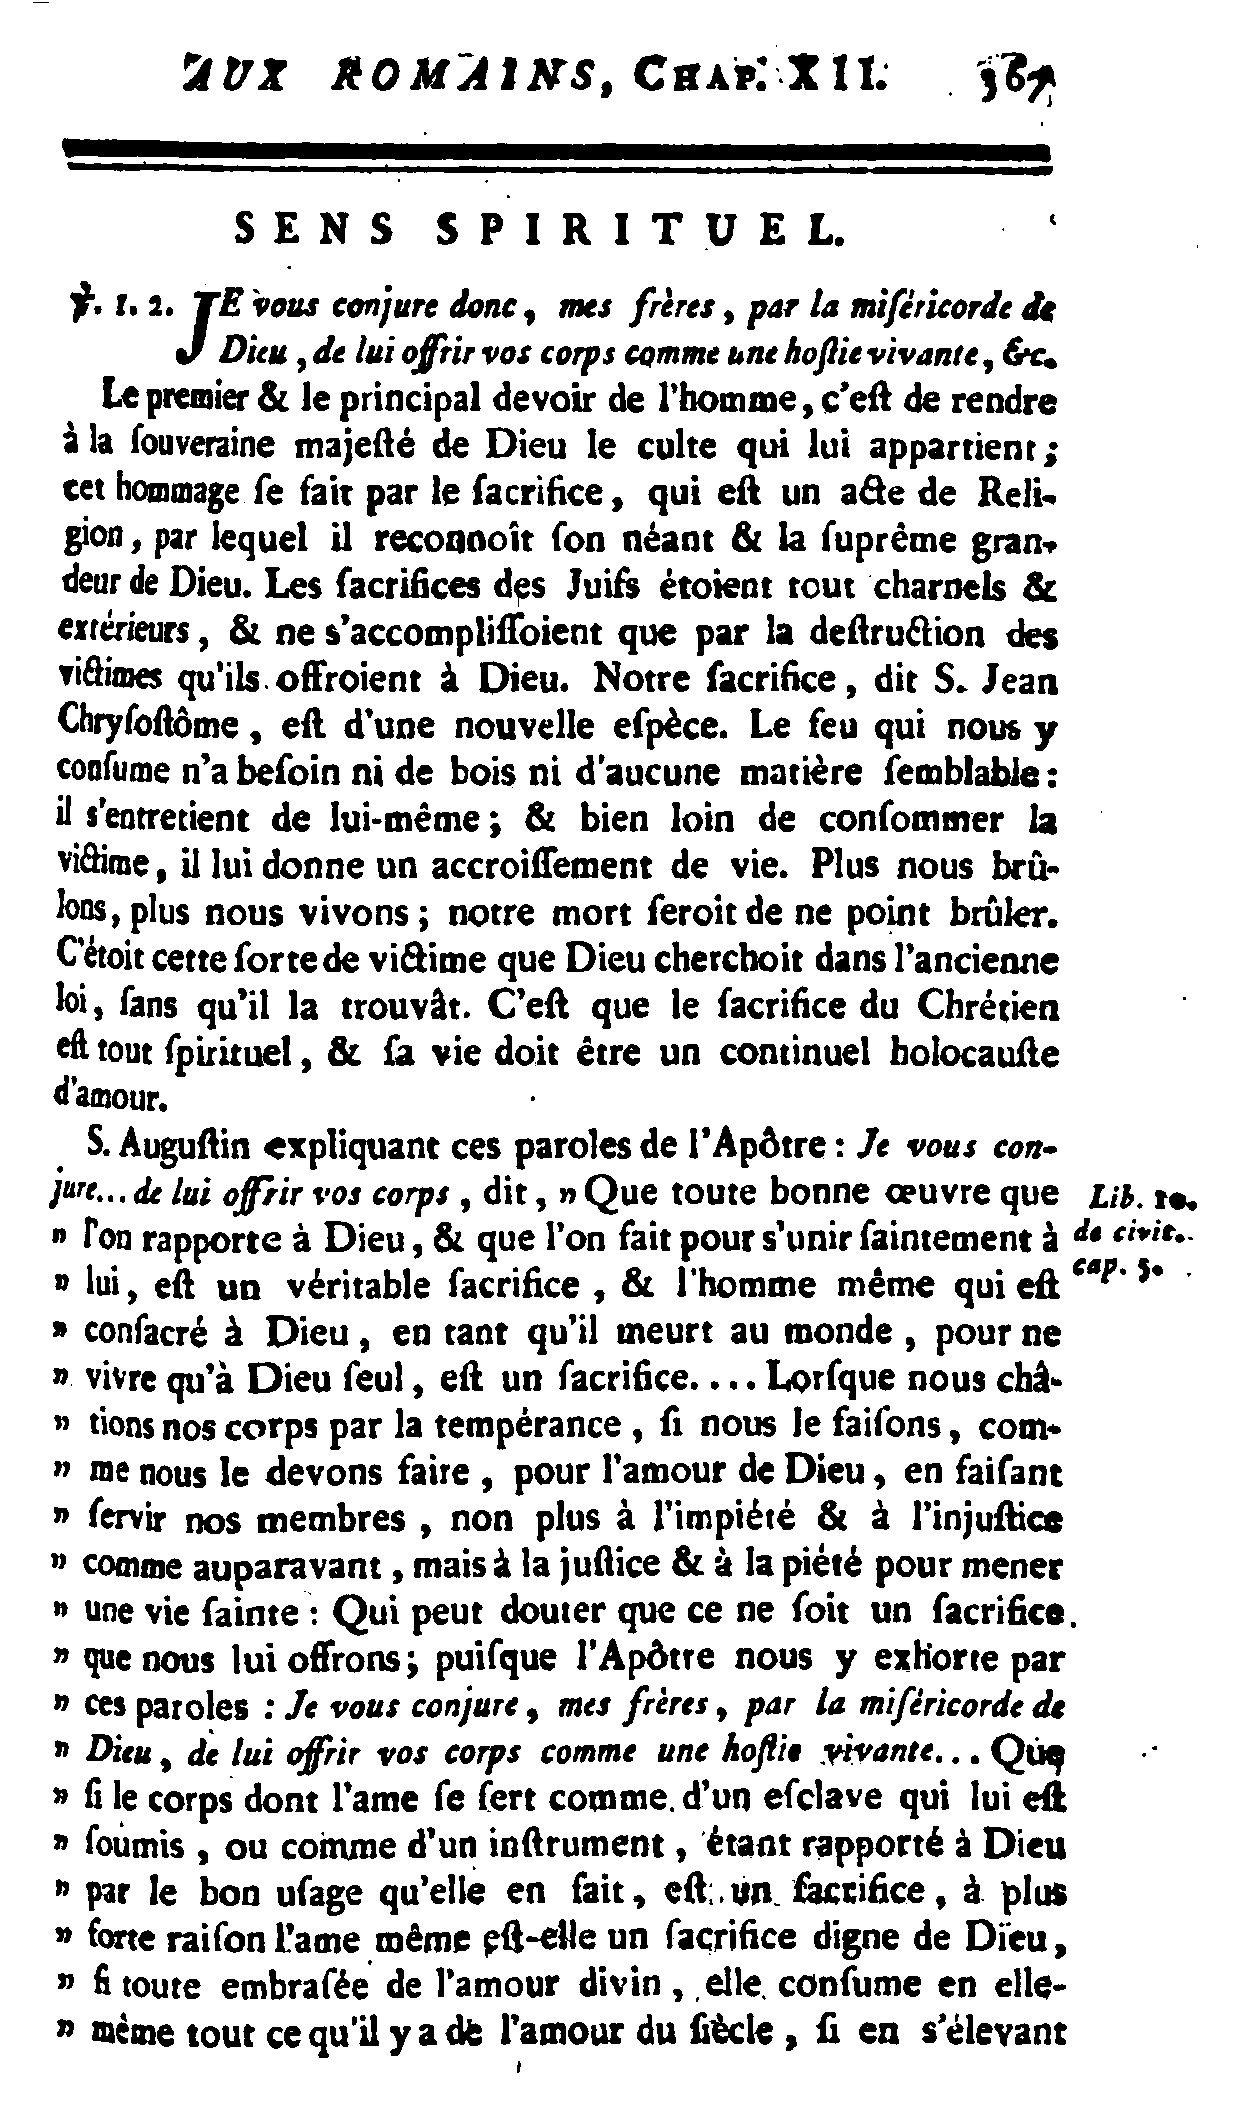 AUX ROMAINS, CHAP. XII. 367
SENS SPIRITUEL.
℣. 1. 2. JE vous conjure donc, mes frères, par la miſéricorde de
Dieu, de lui offrir vos corps comme une hoſtie vivante, &c.
Le premier & le principal devoir de l'homme, c'eſt de rendre
à la ſouveraine majeſté de Dieu le culte qui lui appartient;
cet hommage ſe fait par le ſacrifice, qui eſt un acte de Reli-
gion, par lequel il reconnoît ſon néant & la ſuprême gran-
deur de Dieu. Les ſacrifices des Juifs étoient tout charnels &
extérieurs, & ne s'accompliſſoient que par la deſtruction des
victimes qu'ils offroient à Dieu. Notre ſacrifice, dit S. Jean
Chryſoſtôme, eſt d'une nouvelle eſpèce. Le feu qui nous y
conſume n'a beſoin ni de bois ni d'aucune matière ſemblable:
il s'entretient de lui-même; & bien loin de conſommer la
victime, il lui donne un accroiſſement de vie. Plus nous brû-
lons, plus nous vivons; notre mort ſeroit de ne point brûler.
C'étoit cette ſorte de victime que Dieu cherchoit dans l'ancienne
loi, ſans qu'il la trouvât. C'eſt que le ſacrifice du Chrétien
eſt tout ſpirituel, & ſa vie doit être un continuel holocauſte
d'amour.
S. Auguſtin expliquant ces paroles de l'Apôtre: Je vous con-
jure... de lui offrir vos corps, dit, » Que toute bonne œuvre que
» l'on rapporte à Dieu, & que l'on fait pour s'unir ſaintement à
» lui, eſt un véritable ſacrifice, & l'homme même qui eſt
» conſacré à Dieu, en tant qu'il meurt au monde, pour ne
» vivre qu'à Dieu ſeul, eſt un ſacrifice.... Lorſque nous châ-
» tions nos corps par la tempérance, ſi nous le faiſons, com-
» me nous le devons faire, pour l'amour de Dieu, en faiſant
» ſervir nos membres, non plus à l'impiété & à l'injuſtice
» comme auparavant, mais à la juſtice & à la piété pour mener
» une vie ſainte: Qui peut douter que ce ne ſoit un ſacrifice
» que nous lui offrons; puiſque l'Apôtre nous y exhorte par
» ces paroles: Je vous conjure, mes frères, par la miſéricorde de
» Dieu, de lui offrir vos corps comme une hoſtie vivante... Que
» ſi le corps dont l'ame ſe ſert comme d'un eſclave qui lui eſt
» ſoumis, ou comme d'un inſtrument, étant rapporté à Dieu
» par le bon uſage qu'elle en fait, eſt un ſacrifice, à plus
» forte raiſon l'ame même eſt-elle un ſacrifice digne de Dieu,
» ſi toute embraſée de l'amour divin, elle conſume en elle-
» même tout ce qu'il y a de l'amour du ſiècle, ſi en s'élevant
Lib. 10.
de civit.
cap. 5.